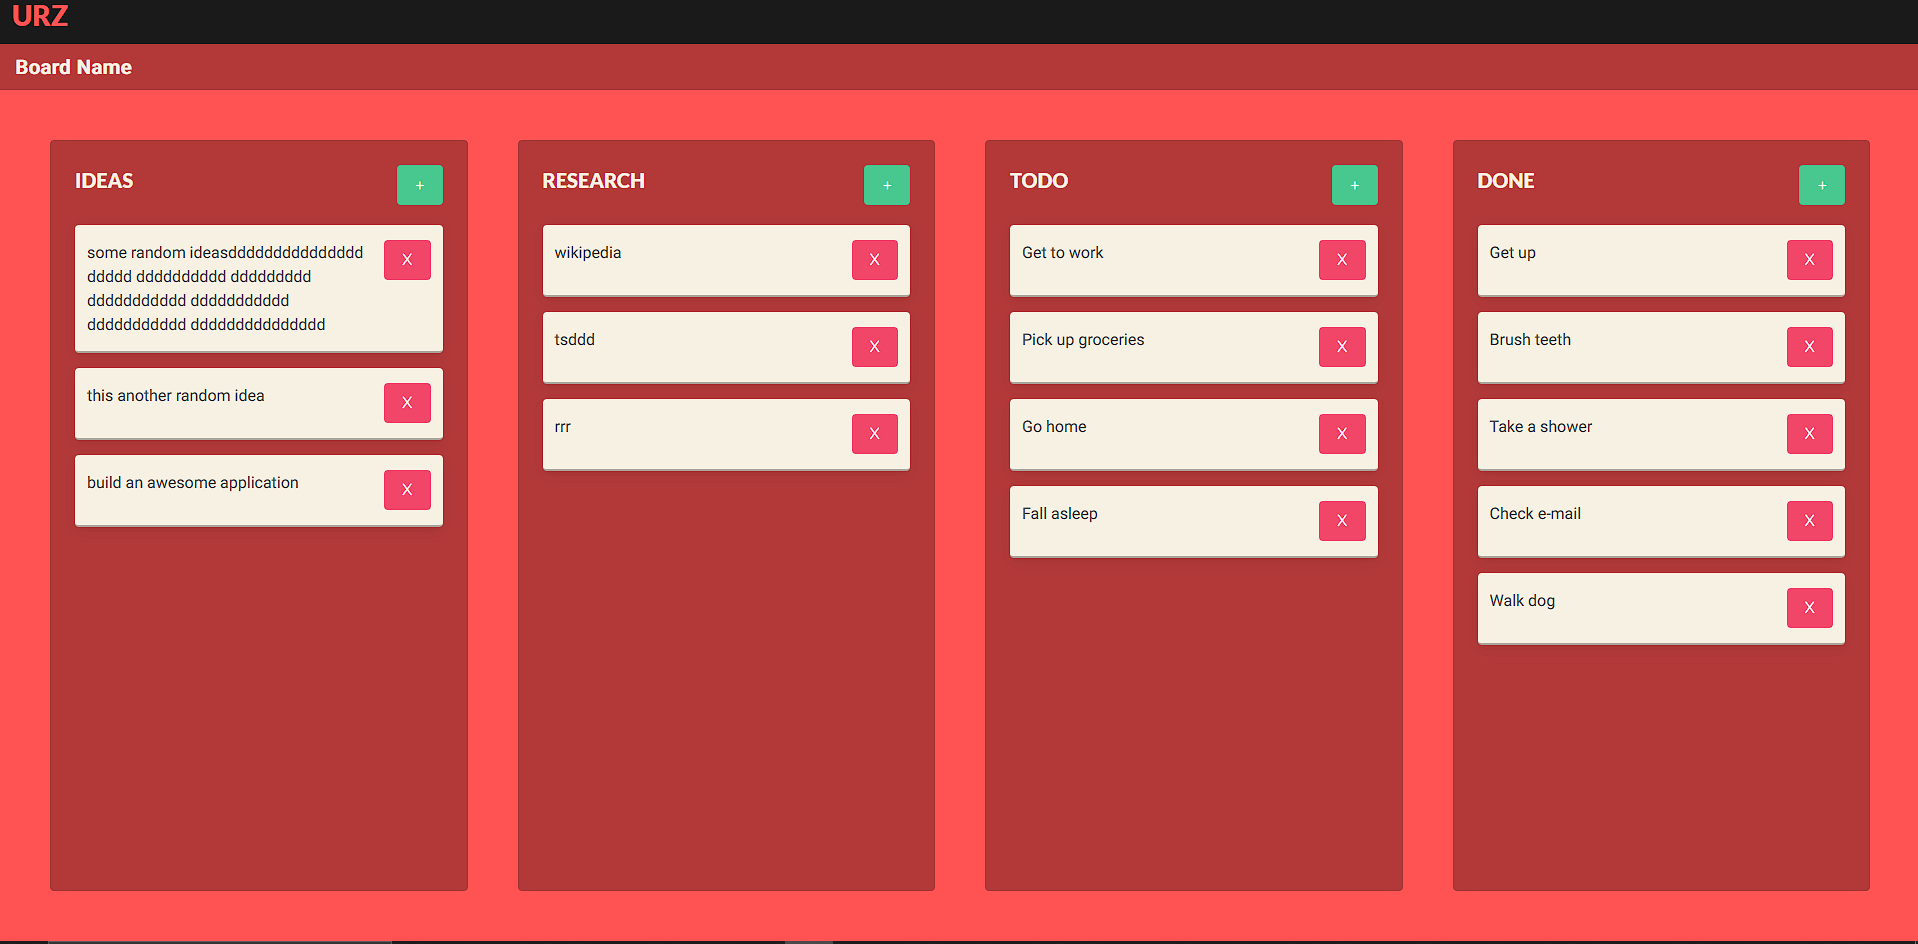 URZ
Board Name
IDEAS
+
some random ideasddddddddddddddd
ddddd dddddddddd ddddddddd
ddddddddddd ddddddddddd
ddddddddddd ddddddddddddddd
X
this another random idea
X
build an awesome application
X
RESEARCH
+
wikipedia
X
tsddd
X
rrr
X
TODO
+
Get to work
X
Pick up groceries
X
Go home
X
Fall asleep
X
DONE
+
Get up
X
Brush teeth
X
Take a shower
X
Check e-mail
X
Walk dog
X